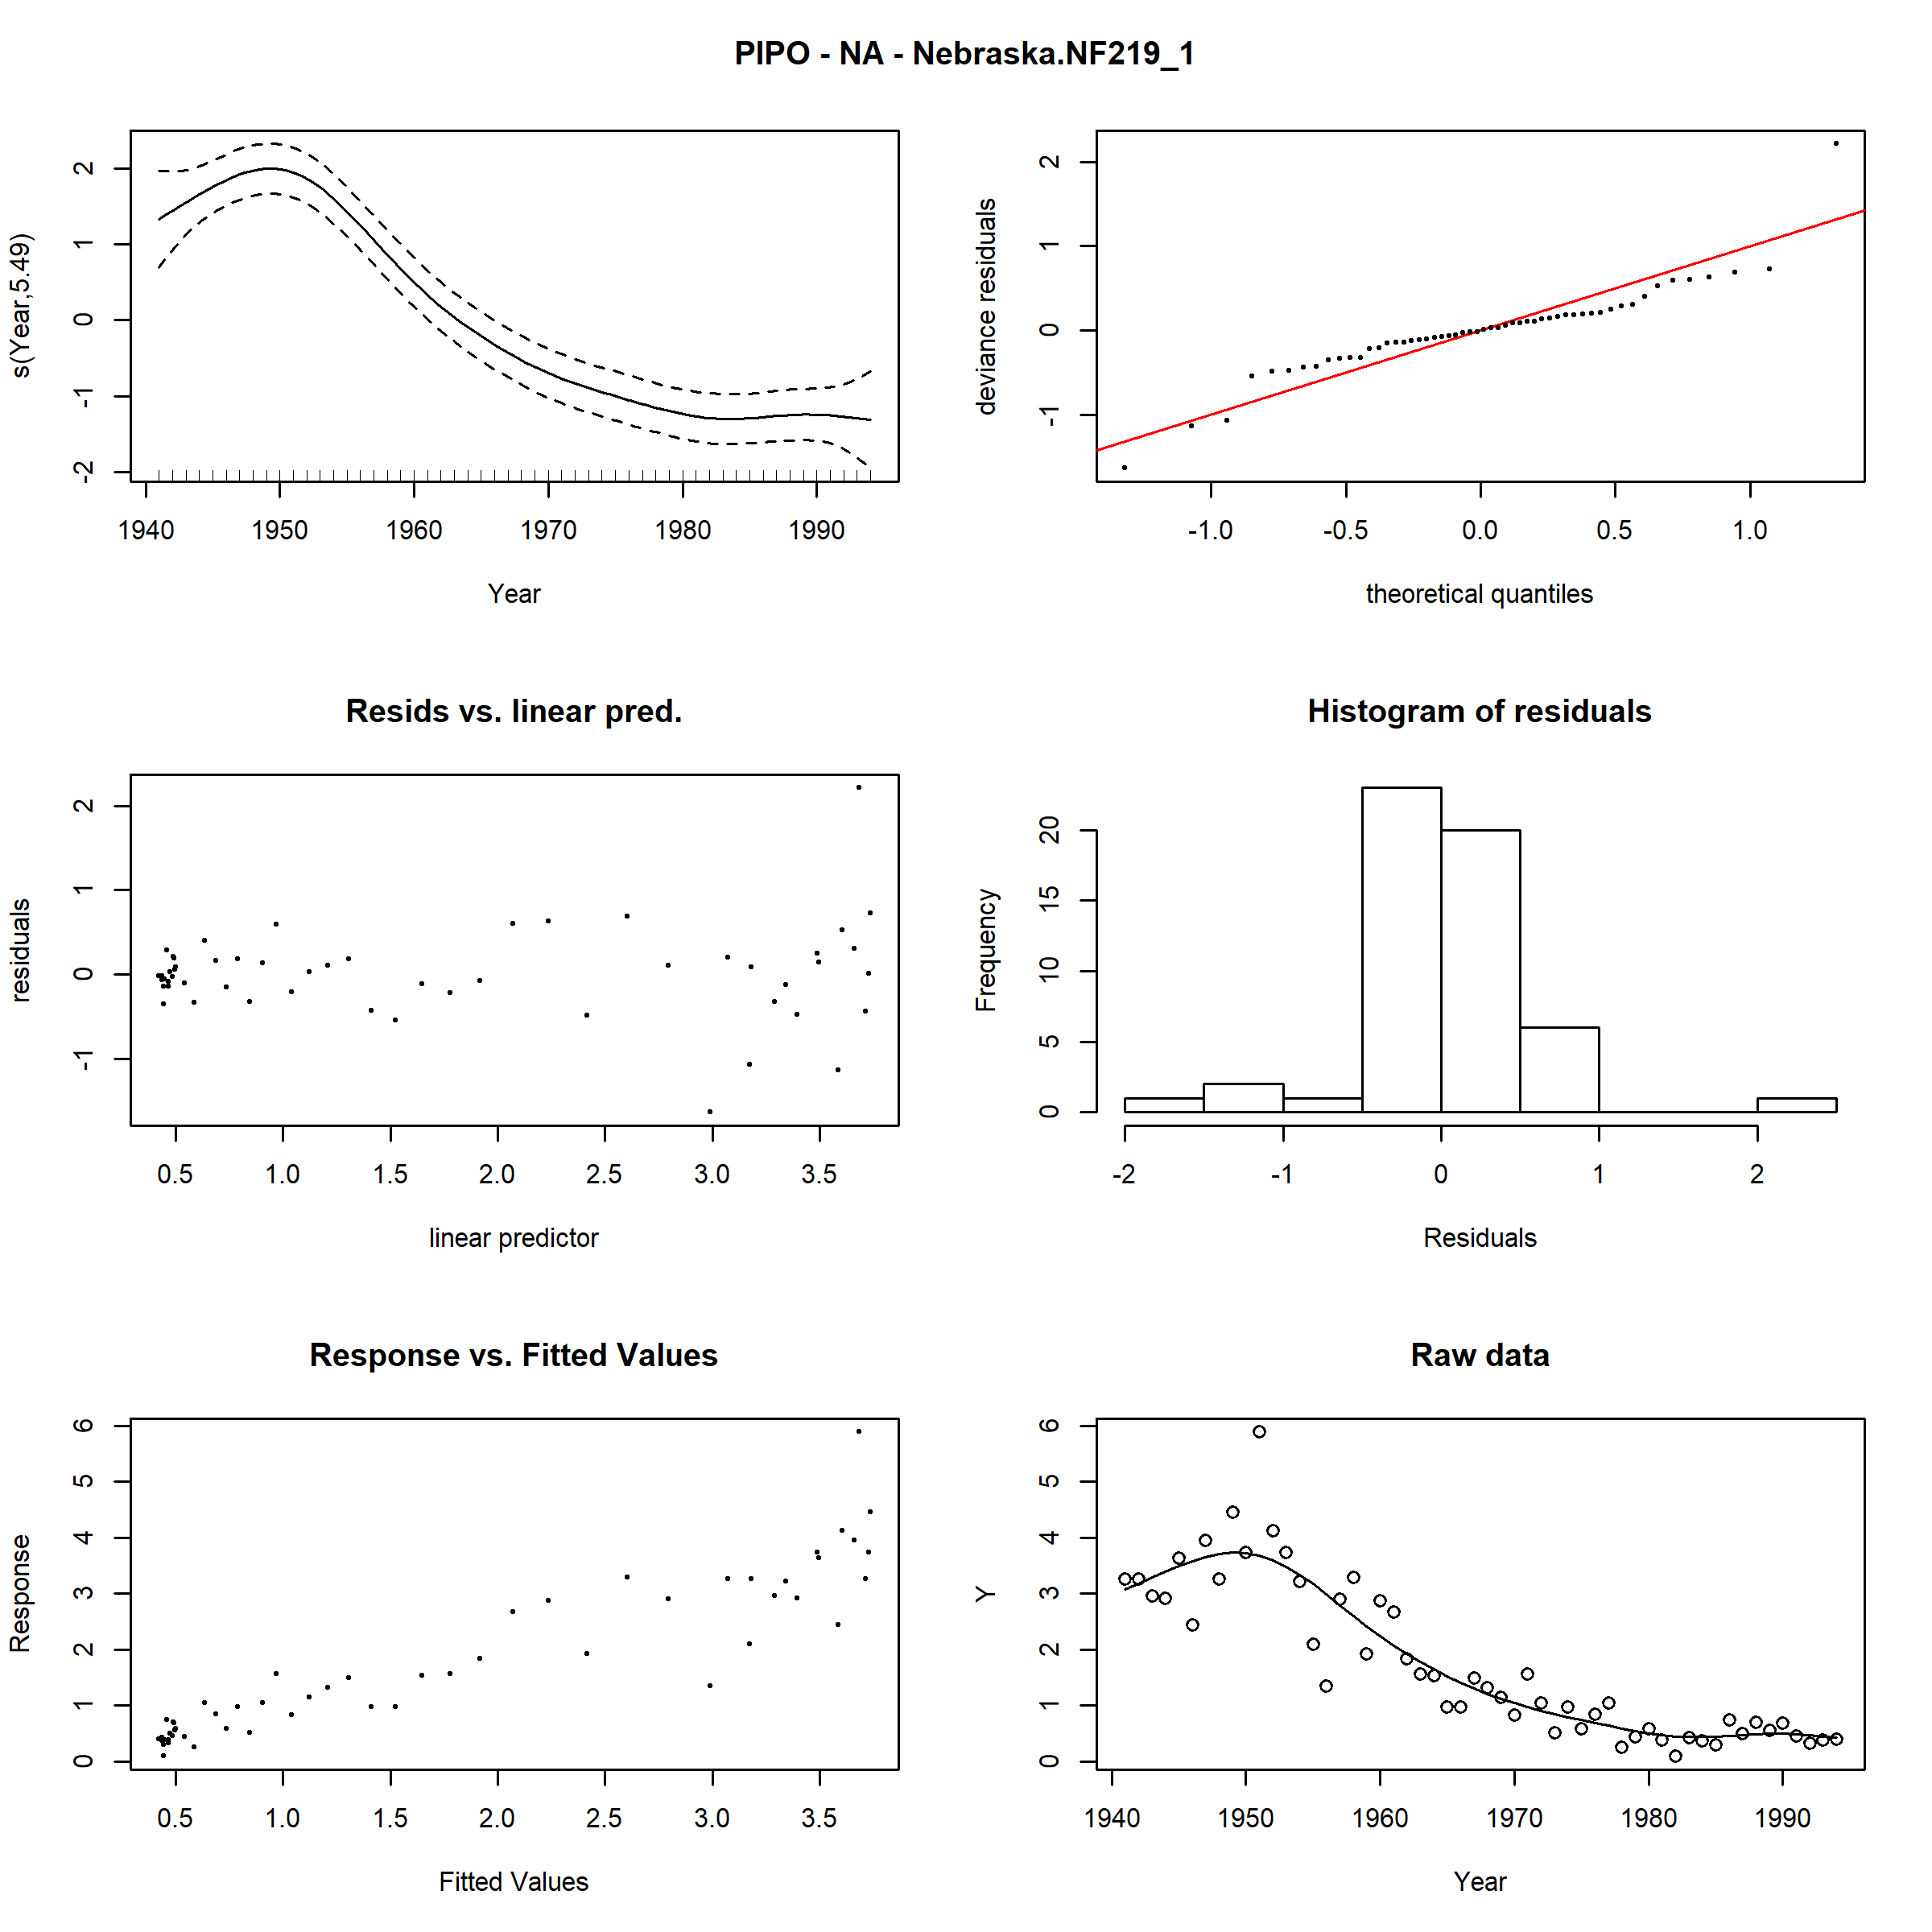 PIPO - NA - Nebraska.NF219_1
s(Year,5.49)
2
1
0
-1
-2
1940 1950 1960 1970 1980 1990
Year
deviance residuals
2
1
0
-1
-1.0 -0.5 0.0 0.5 1.0
theoretical quantiles
Resids vs. linear pred.
residuals
2
1
0
-1
0.5 1.0 1.5 2.0 2.5 3.0 3.5
linear predictor
Histogram of residuals
Frequency
20
15
10
5
0
-2 -1 0 1 2
Residuals
Response vs. Fitted Values
Response
6
5
4
3
2
1
0
0.5 1.0 1.5 2.0 2.5 3.0 3.5
Fitted Values
Raw data
Y
6
5
4
3
2
1
0
1940 1950 1960 1970 1980 1990
Year